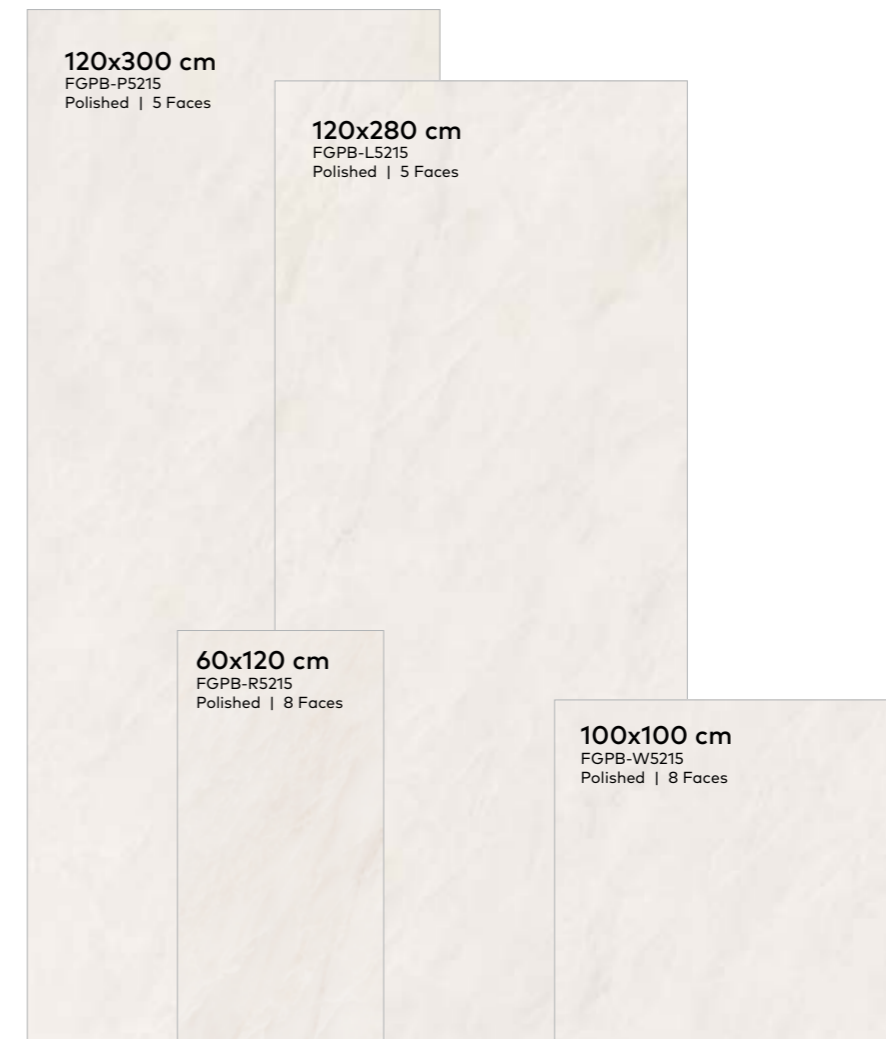 120x300 cm
FGPB-P5215
Polished | 5 Faces
120x280 cm
FGPB-L5215
Polished | 5 Faces
60x120 cm
FGPB-R5215
Polished | 8 Faces
100x100 cm
FGPB-W5215
Polished | 8 Faces